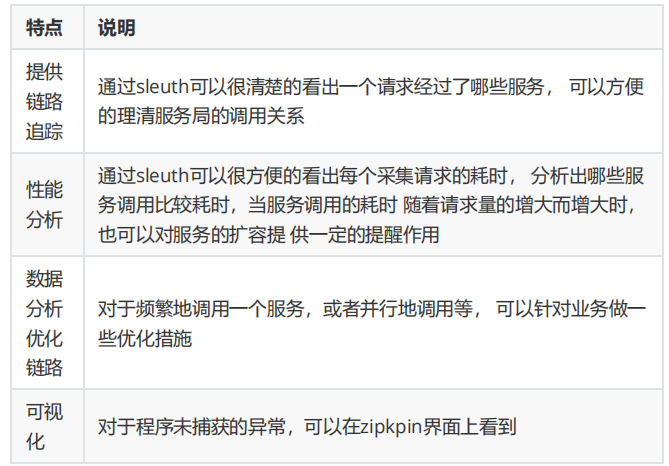 特点 说明
提供
链路
追踪
通过sleuth可以很清楚的看出一个请求经过了哪些服务， 可以方便
的理清服务局的调用关系
性能
分析
通过sleuth可以很方便的看出每个采集请求的耗时， 分析出哪些服
务调用比较耗时，当服务调用的耗时 随着请求量的增大而增大时，
也可以对服务的扩容提 供一定的提醒作用
数据
分析
优化
链路
对于频繁地调用一个服务，或者并行地调用等， 可以针对业务做一
些优化措施
可视
化
对于程序未捕获的异常，可以在zipkpin界面上看到